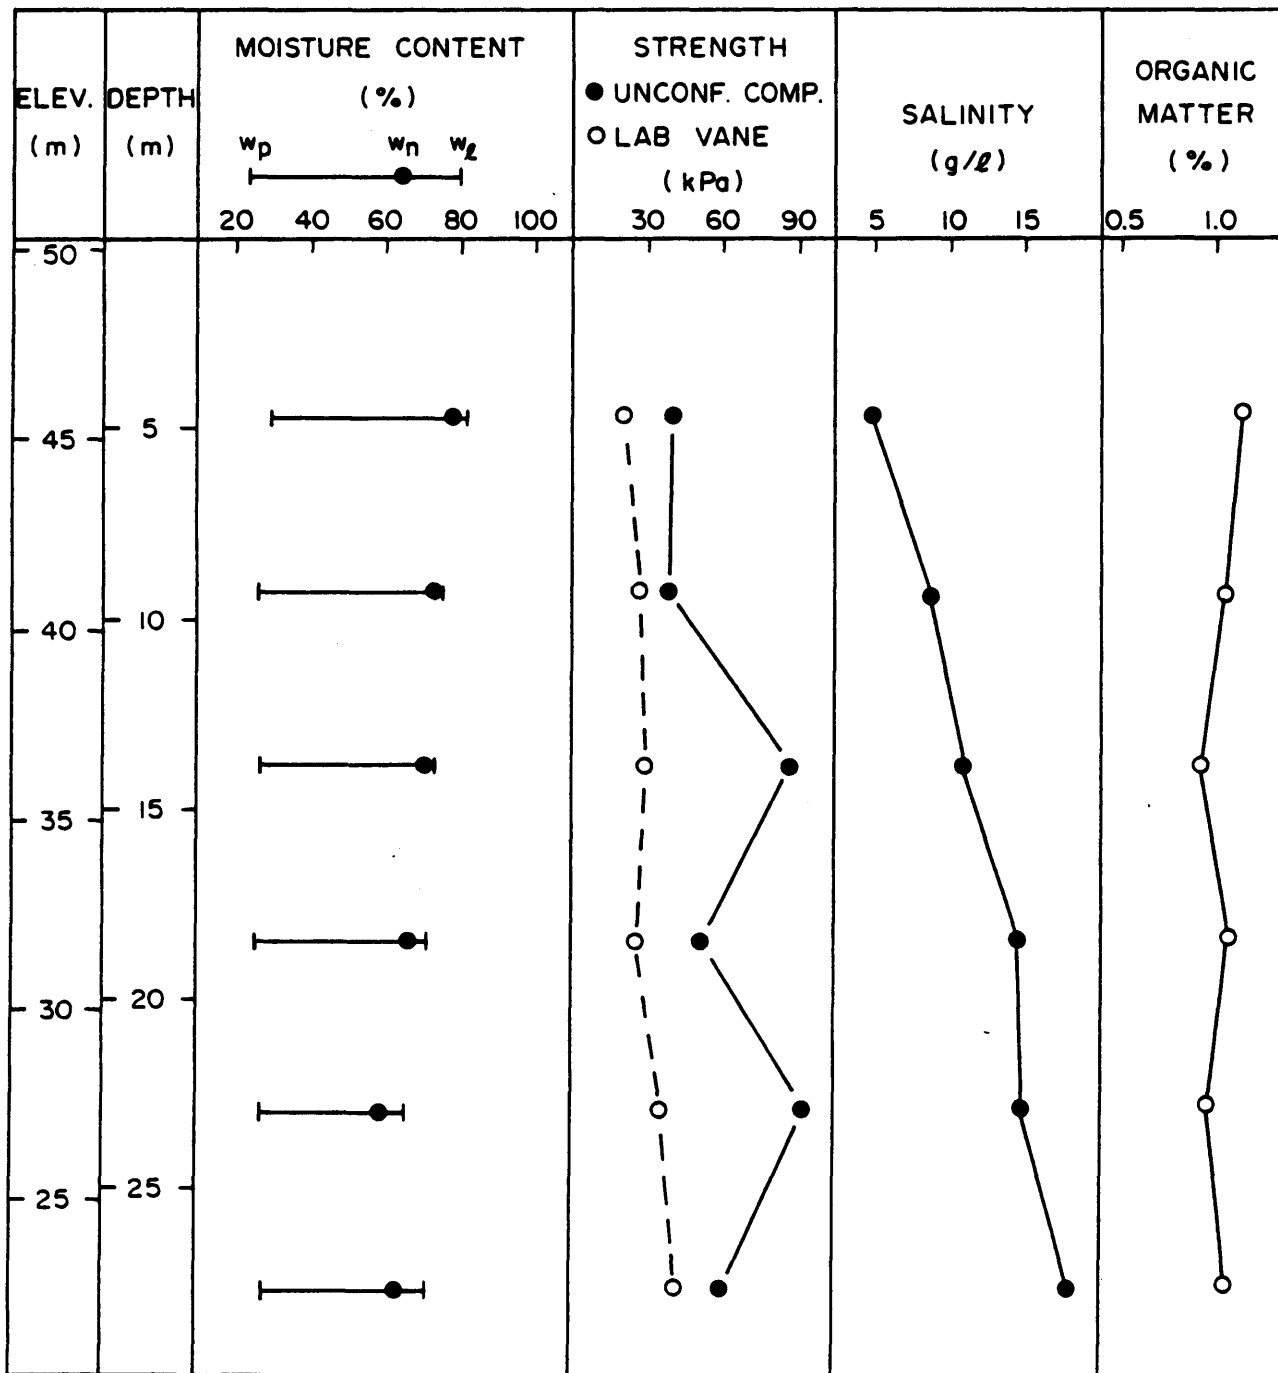 ELEV.
(m)
DEPTH
(m)
MOISTURE CONTENT
(%)
wp wn wℓ
20 40 60 80 100
STRENGTH
● UNCONF. COMP.
○ LAB VANE
(kPa)
30 60 90
SALINITY
(g/ℓ)
5 10 15
ORGANIC
MATTER
(%)
0.5 1.0
50
45
40
35
30
25
5
10
15
20
25